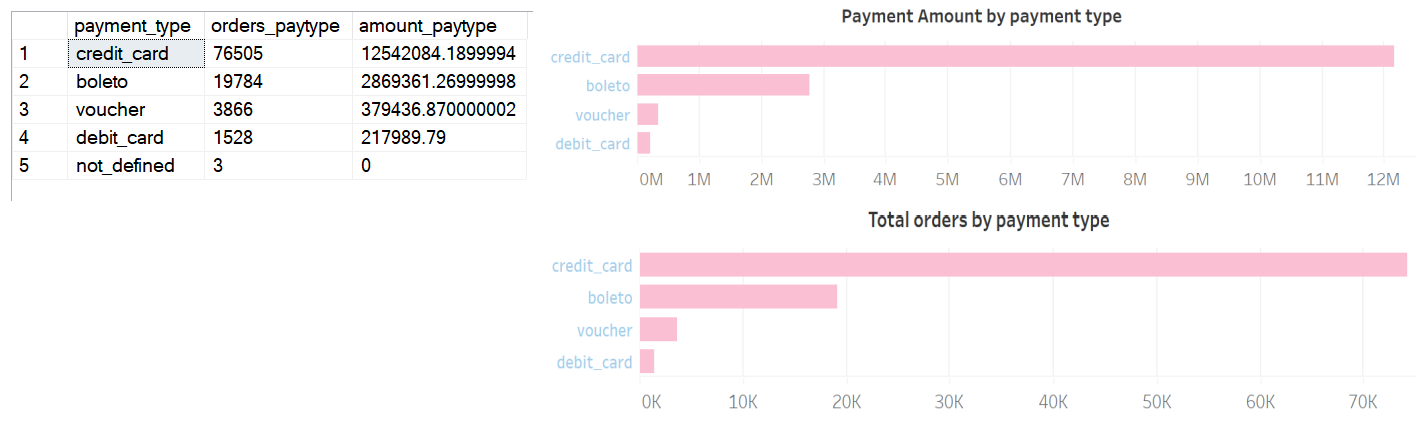 payment_type orders_paytype amount_paytype
1 credit_card 76505 12542084.1899994
2 boleto 19784 2869361.26999998
3 voucher 3866 379436.870000002
4 debit_card 1528 217989.79
5 not_defined 3 0
Payment Amount by payment type
credit_card
boleto
voucher
debit_card
0M 1M 2M 3M 4M 5M 6M 7M 8M 9M 10M 11M 12M
Total orders by payment type
credit_card
boleto
voucher
debit_card
0K 10K 20K 30K 40K 50K 60K 70K